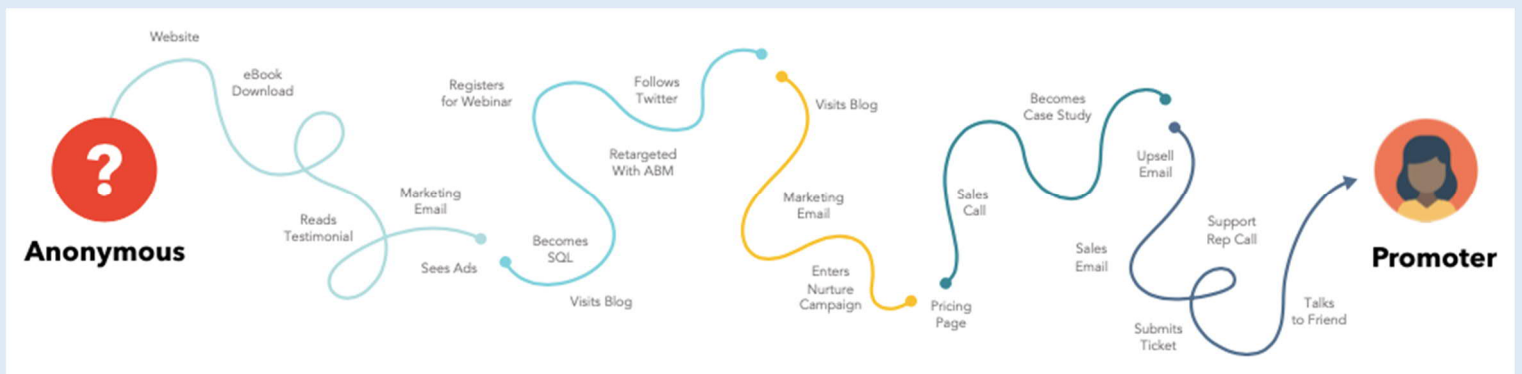 Website
eBook
Download
?
Anonymous
Reads
Testimonial
Marketing
Email
Sees Ads
Registers
for Webinar
Becomes
SQL
Visits Blog
Follows
Twitter
Retargeted
With ABM
Visits Blog
Marketing
Email
Enters
Nurture
Campaign
Pricing
Page
Sales
Call
Becomes
Case Study
Upsell
Email
Sales
Email
Submits
Ticket
Support
Rep Call
Talks
to Friend
Promoter